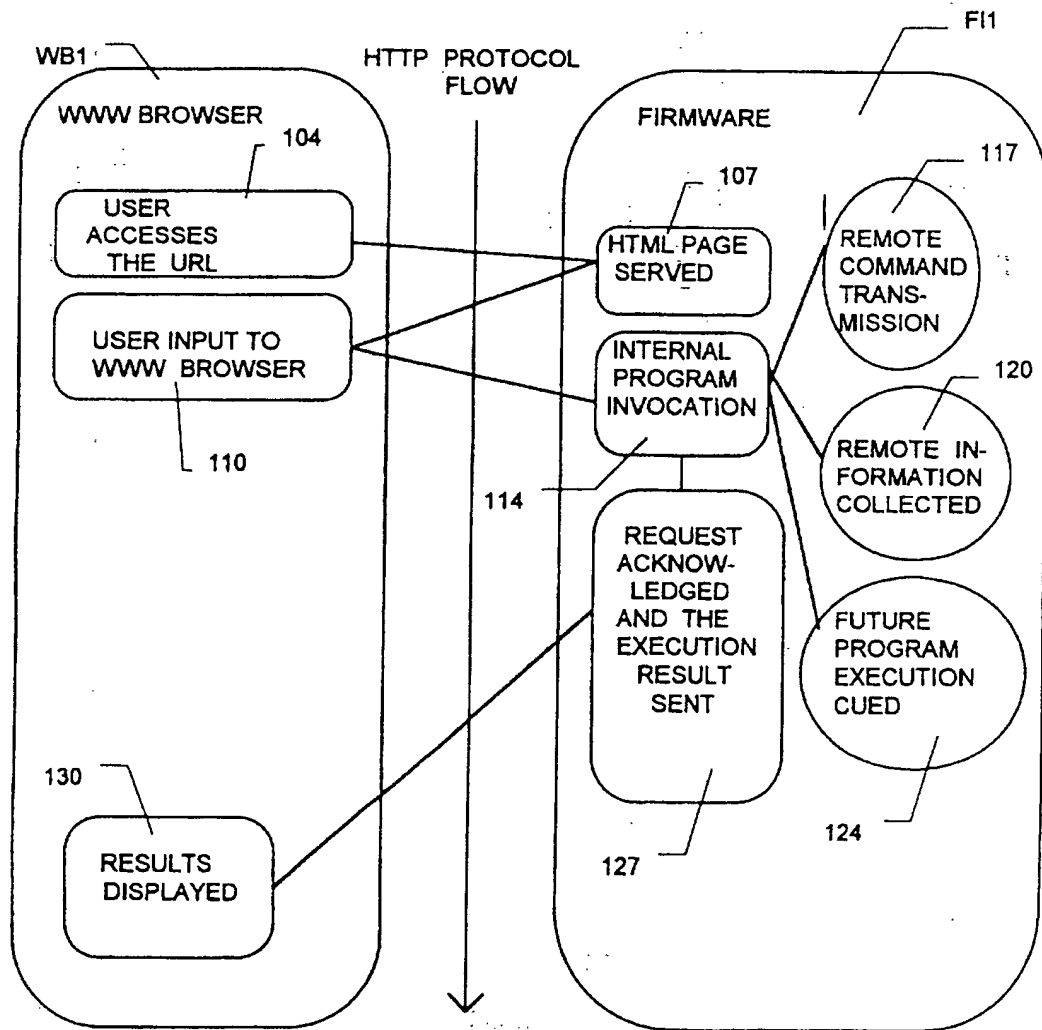 WB1
HTTP PROTOCOL
FLOW
FI1
WWW BROWSER
104
USER
ACCESSES
THE URL
USER INPUT TO
WWW BROWSER
110
FIRMWARE
107
117
HTML PAGE
SERVED
REMOTE
COMMAND
TRANS-
MISSION
INTERNAL
PROGRAM
INVOCATION
120
REMOTE IN-
FORMATION
COLLECTED
114
REQUEST
ACKNOW-
LEDGED
AND THE
EXECUTION
RESULT
SENT
FUTURE
PROGRAM
EXECUTION
CUED
130
RESULTS
DISPLAYED
127
124